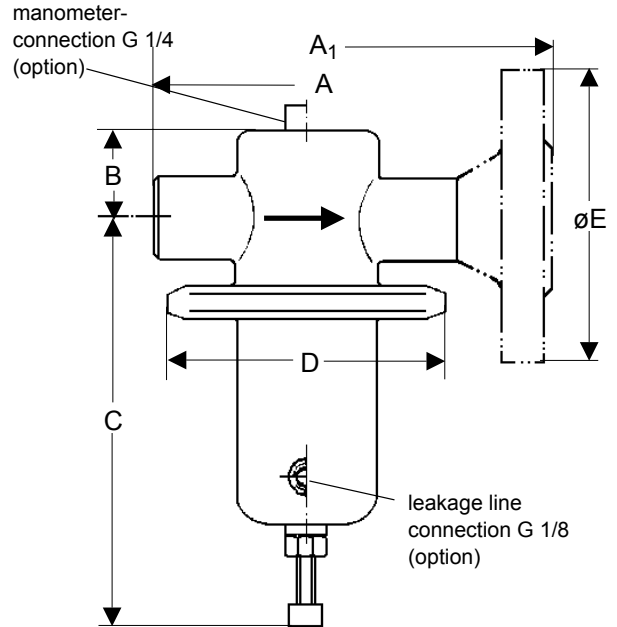 manometer-
connection G 1/4
(option)
A₁
A
B
øE
D
C
leakage line
connection G 1/8
(option)